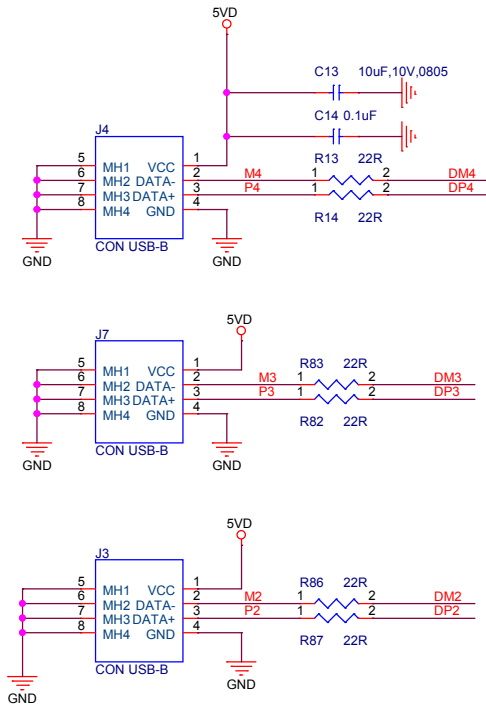 5VD
C13 10uF,10V,0805
C14 0.1uF
J4
5 MH1 VCC 1
6 MH2 DATA- 2 M4 1 R13 22R 2 DM4
7 MH3 DATA+ 3 P4 1 2 DP4
8 MH4 GND 4 R14 22R
CON USB-B
GND GND
5VD
J7
5 MH1 VCC 1
6 MH2 DATA- 2 M3 1 R83 22R 2 DM3
7 MH3 DATA+ 3 P3 1 2 DP3
8 MH4 GND 4 R82 22R
CON USB-B
GND GND
5VD
J3
5 MH1 VCC 1
6 MH2 DATA- 2 M2 1 R86 22R 2 DM2
7 MH3 DATA+ 3 P2 1 2 DP2
8 MH4 GND 4 R87 22R
CON USB-B
GND GND